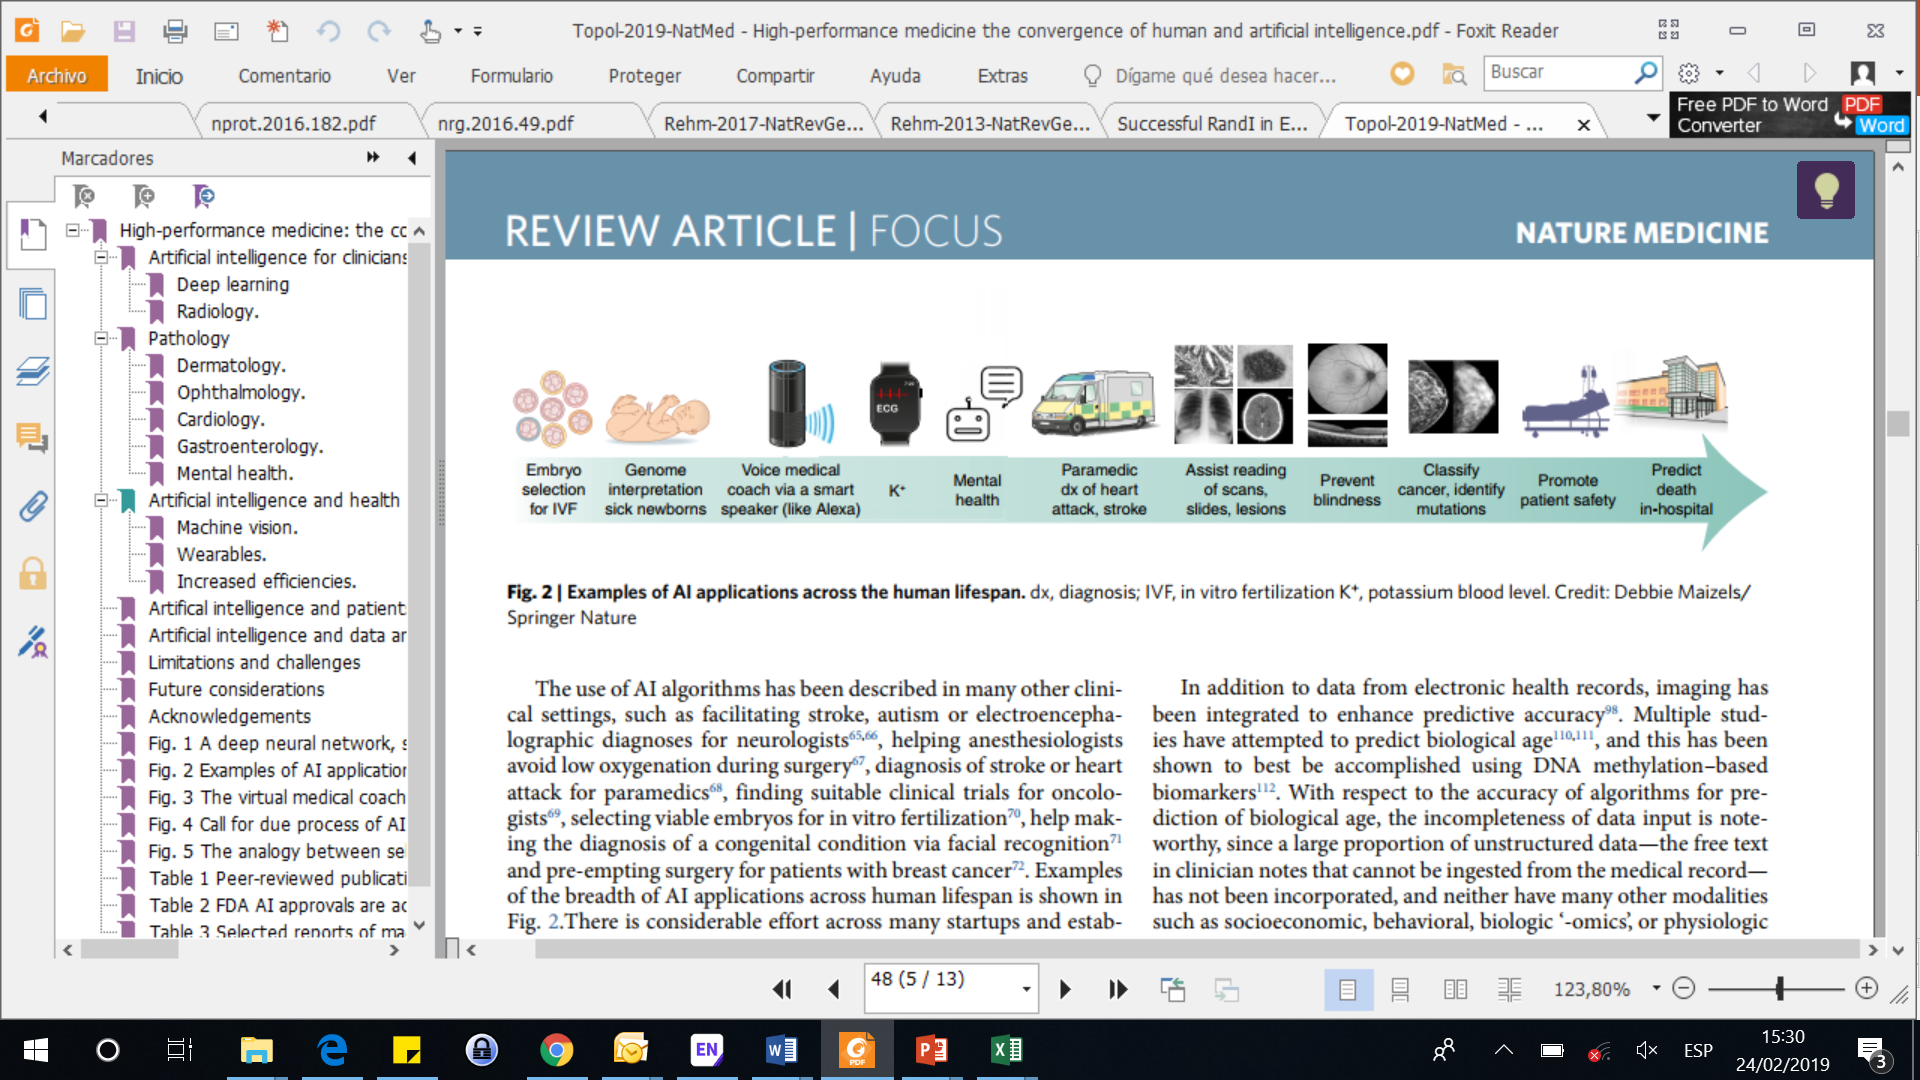 Topol-2019-NatMed - High-performance medicine the convergence of human and artificial intelligence.pdf - Foxit Reader
Archivo Inicio Comentario Ver Formulario Proteger Compartir Ayuda Extras Dígame qué desea hacer... Buscar
nprot.2016.182.pdf nrg.2016.49.pdf Rehm-2017-NatRevGe... Rehm-2013-NatRevGe... Successful RandI in E... Topol-2019-NatMed - ...
Free PDF to Word
Converter
PDF
Word
Marcadores
High-performance medicine: the co
Artificial intelligence for clinicians
Deep learning
Radiology.
Pathology
Dermatology.
Ophthalmology.
Cardiology.
Gastroenterology.
Mental health.
Artificial intelligence and health
Machine vision.
Wearables.
Increased efficiencies.
Artifical intelligence and patient
Artificial intelligence and data an
Limitations and challenges
Future considerations
Acknowledgements
Fig. 1 A deep neural network, s
Fig. 2 Examples of AI application
Fig. 3 The virtual medical coach
Fig. 4 Call for due process of AI
Fig. 5 The analogy between sel
Table 1 Peer-reviewed publicati
Table 2 FDA AI approvals are ac
Table 3 Selected reports of ma
REVIEW ARTICLE | FOCUS
NATURE MEDICINE
ECG
Embryo
selection
for IVF
Genome
interpretation
sick newborns
Voice medical
coach via a smart
speaker (like Alexa)
K⁺
Mental
health
Paramedic
dx of heart
attack, stroke
Assist reading
of scans,
slides, lesions
Prevent
blindness
Classify
cancer, identify
mutations
Promote
patient safety
Predict
death
in-hospital
Fig. 2 | Examples of AI applications across the human lifespan. dx, diagnosis; IVF, in vitro fertilization K⁺, potassium blood level. Credit: Debbie Maizels/
Springer Nature
The use of AI algorithms has been described in many other clini-
cal settings, such as facilitating stroke, autism or electroencepha-
lographic diagnoses for neurologists65,66, helping anesthesiologists
avoid low oxygenation during surgery67, diagnosis of stroke or heart
attack for paramedics68, finding suitable clinical trials for oncolo-
gists69, selecting viable embryos for in vitro fertilization70, help mak-
ing the diagnosis of a congenital condition via facial recognition71
and pre-empting surgery for patients with breast cancer72. Examples
of the breadth of AI applications across human lifespan is shown in
Fig. 2.There is considerable effort across many startups and estab-
In addition to data from electronic health records, imaging has
been integrated to enhance predictive accuracy98. Multiple stud-
ies have attempted to predict biological age110,111, and this has been
shown to best be accomplished using DNA methylation–based
biomarkers112. With respect to the accuracy of algorithms for pre-
diction of biological age, the incompleteness of data input is note-
worthy, since a large proportion of unstructured data—the free text
in clinician notes that cannot be ingested from the medical record—
has not been incorporated, and neither have many other modalities
such as socioeconomic, behavioral, biologic ‘-omics’, or physiologic
48 (5 / 13)
123,80%
EN
PDF
ESP
15:30
24/02/2019
3